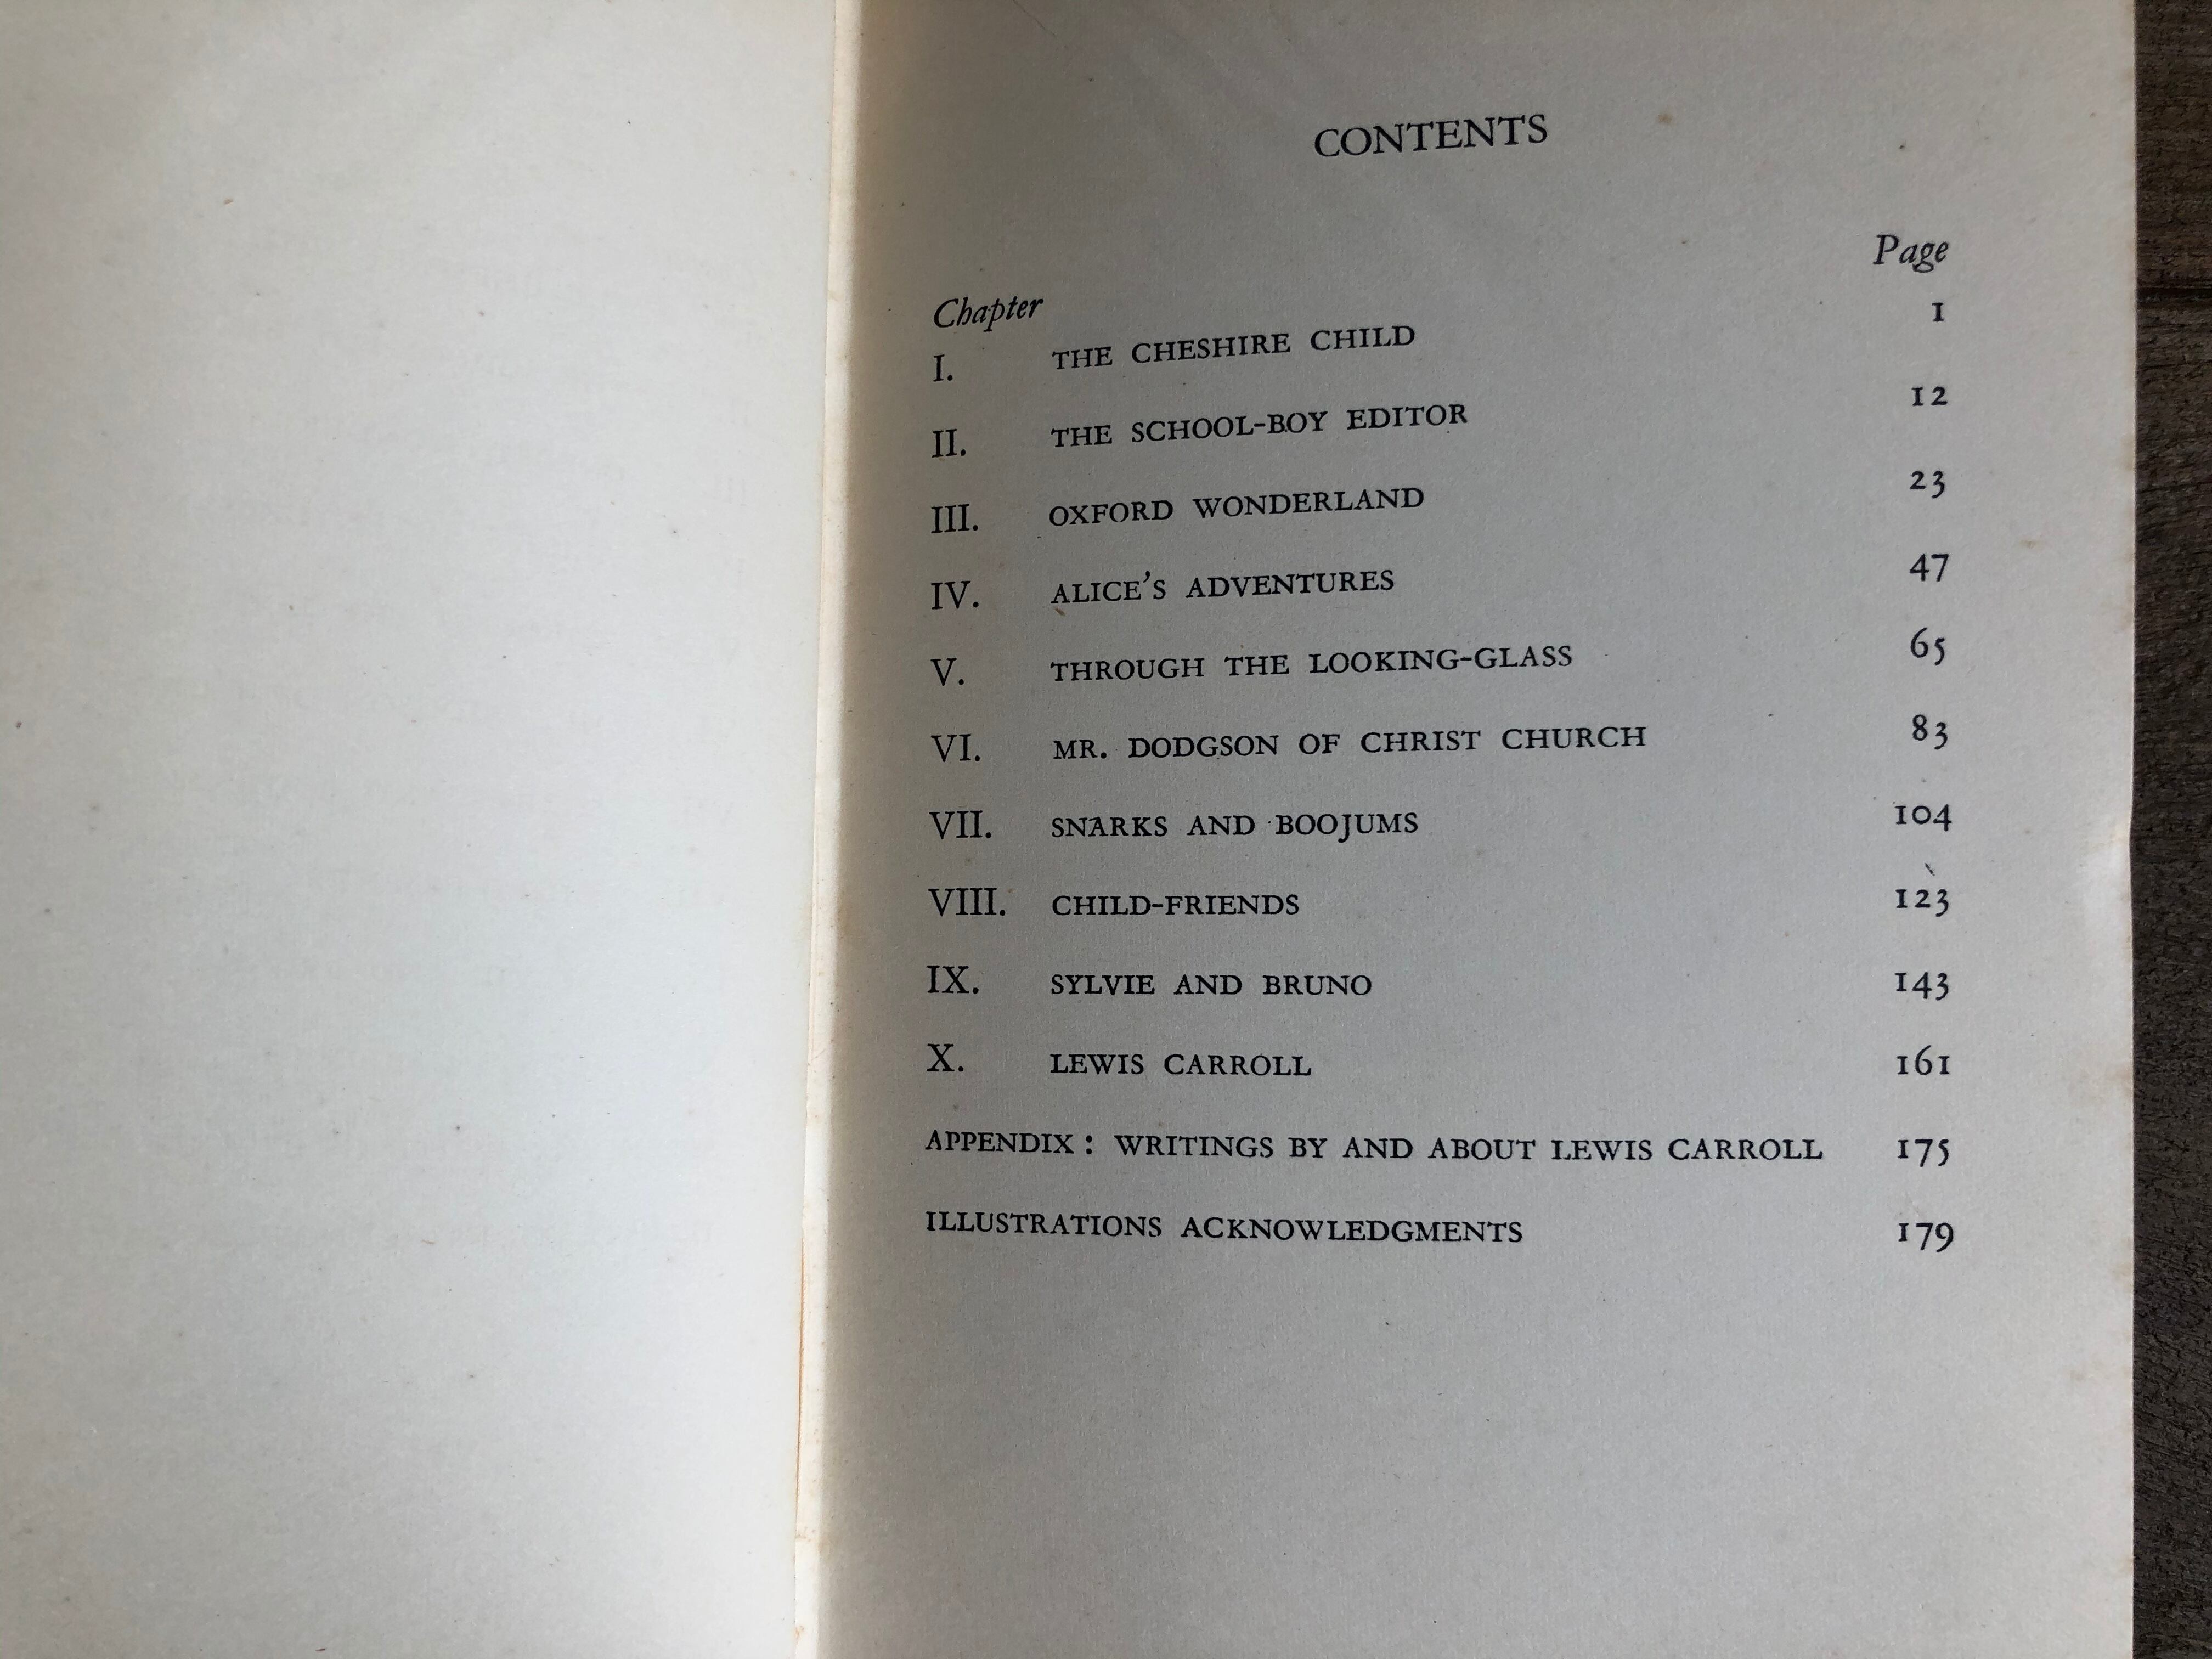 CONTENTS
Page
Chapter
I. THE CHESHIRE CHILD 1
II. THE SCHOOL-BOY EDITOR 12
III. OXFORD WONDERLAND 23
IV. ALICE'S ADVENTURES 47
V. THROUGH THE LOOKING-GLASS 65
VI. MR. DODGSON OF CHRIST CHURCH 83
VII. SNARKS AND BOOJUMS 104
VIII. CHILD-FRIENDS 123
IX. SYLVIE AND BRUNO 143
X. LEWIS CARROLL 161
APPENDIX: WRITINGS BY AND ABOUT LEWIS CARROLL 175
ILLUSTRATIONS ACKNOWLEDGMENTS 179